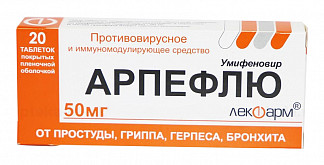 20
ТАБЛЕТОК
покрытых
пленочной
оболочкой
Противовирусное
и иммуномодулирующее средство
Умифеновир
АРПЕФЛЮ
50мг
лекФарм®
ОТ ПРОСТУДЫ, ГРИППА, ГЕРПЕСА, БРОНХИТА